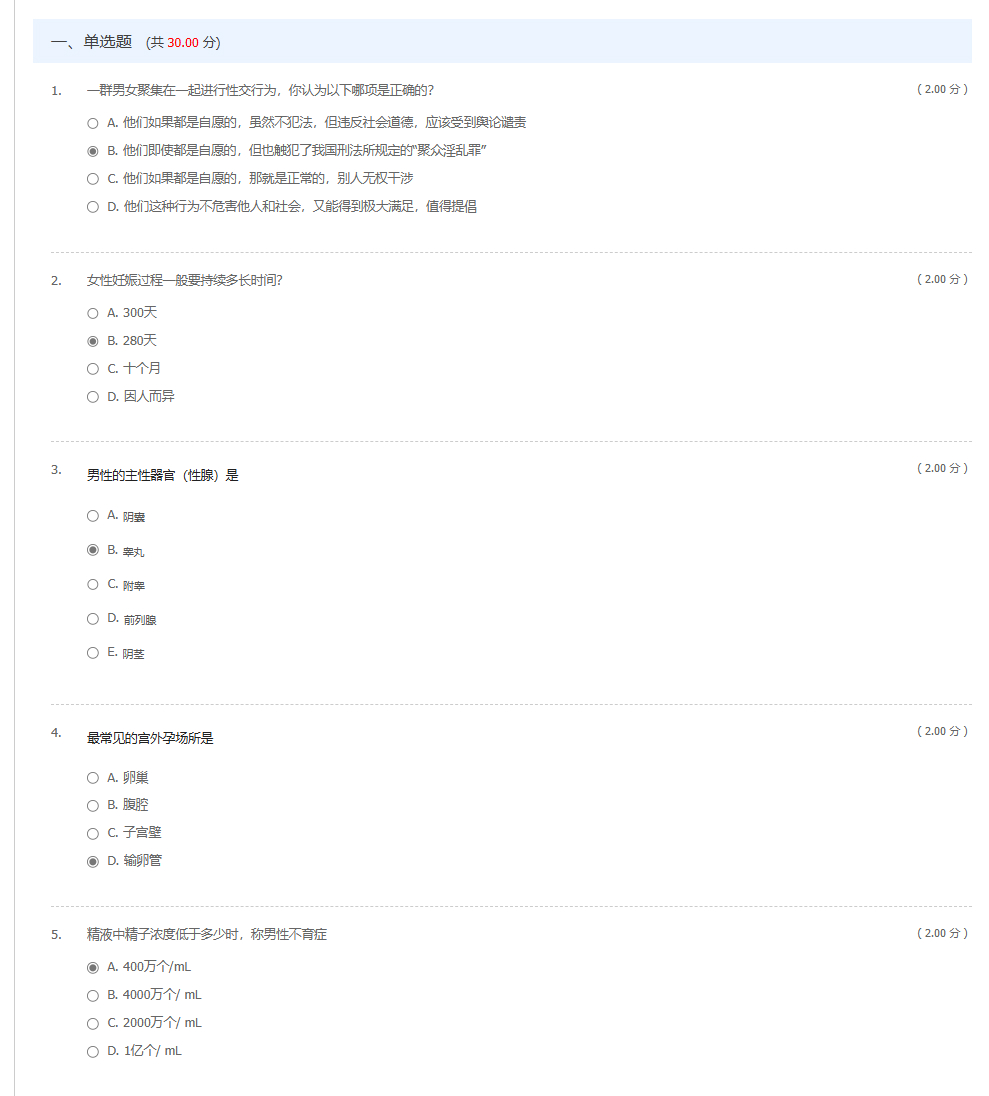 一、单选题 (共 30.00 分)
1. 一群男女聚集在一起进行性交行为，你认为以下哪项是正确的? ( 2.00 分 )
A. 他们如果都是自愿的，虽然不犯法，但违反社会道德，应该受到舆论谴责
B. 他们即使都是自愿的，但也触犯了我国刑法所规定的“聚众淫乱罪”
C. 他们如果都是自愿的，那就是正常的，别人无权干涉
D. 他们这种行为不危害他人和社会，又能得到极大满足，值得提倡
2. 女性妊娠过程一般要持续多长时间? ( 2.00 分 )
A. 300天
B. 280天
C. 十个月
D. 因人而异
3. 男性的主性器官（性腺）是 ( 2.00 分 )
A. 阴囊
B. 睾丸
C. 附睾
D. 前列腺
E. 阴茎
4. 最常见的宫外孕场所是 ( 2.00 分 )
A. 卵巢
B. 腹腔
C. 子宫壁
D. 输卵管
5. 精液中精子浓度低于多少时，称男性不育症 ( 2.00 分 )
A. 400万个/mL
B. 4000万个/ mL
C. 2000万个/ mL
D. 1亿个/ mL